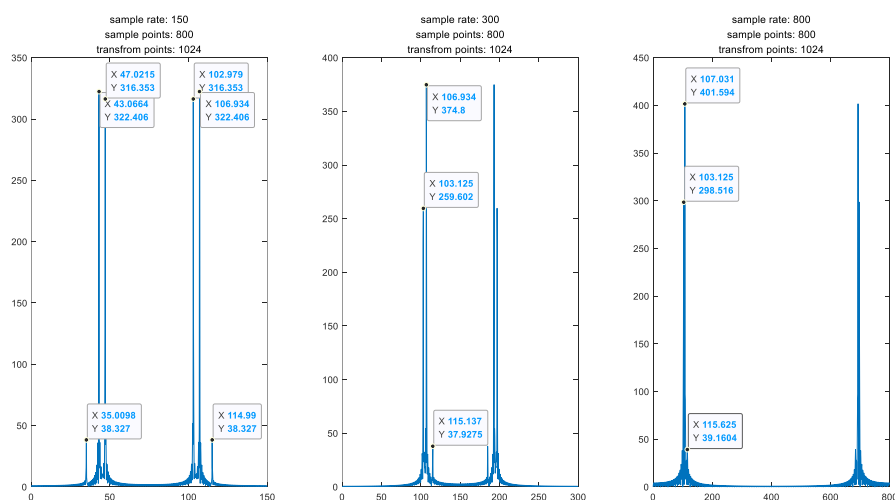 sample rate: 150
sample points: 800
transfrom points: 1024
350
300
250
200
150
100
50
0
0
50
100
150
X 47.0215
Y 316.353
X 43.0664
Y 322.406
X 102.979
Y 316.353
X 106.934
Y 322.406
X 35.0098
Y 38.327
X 114.99
Y 38.327
sample rate: 300
sample points: 800
transfrom points: 1024
400
350
300
250
200
150
100
50
0
0
50
100
150
200
250
300
X 106.934
Y 374.8
X 103.125
Y 259.602
X 115.137
Y 37.9275
sample rate: 800
sample points: 800
transfrom points: 1024
450
400
350
300
250
200
150
100
50
0
0
200
400
600
800
X 107.031
Y 401.594
X 103.125
Y 298.516
X 115.625
Y 39.1604